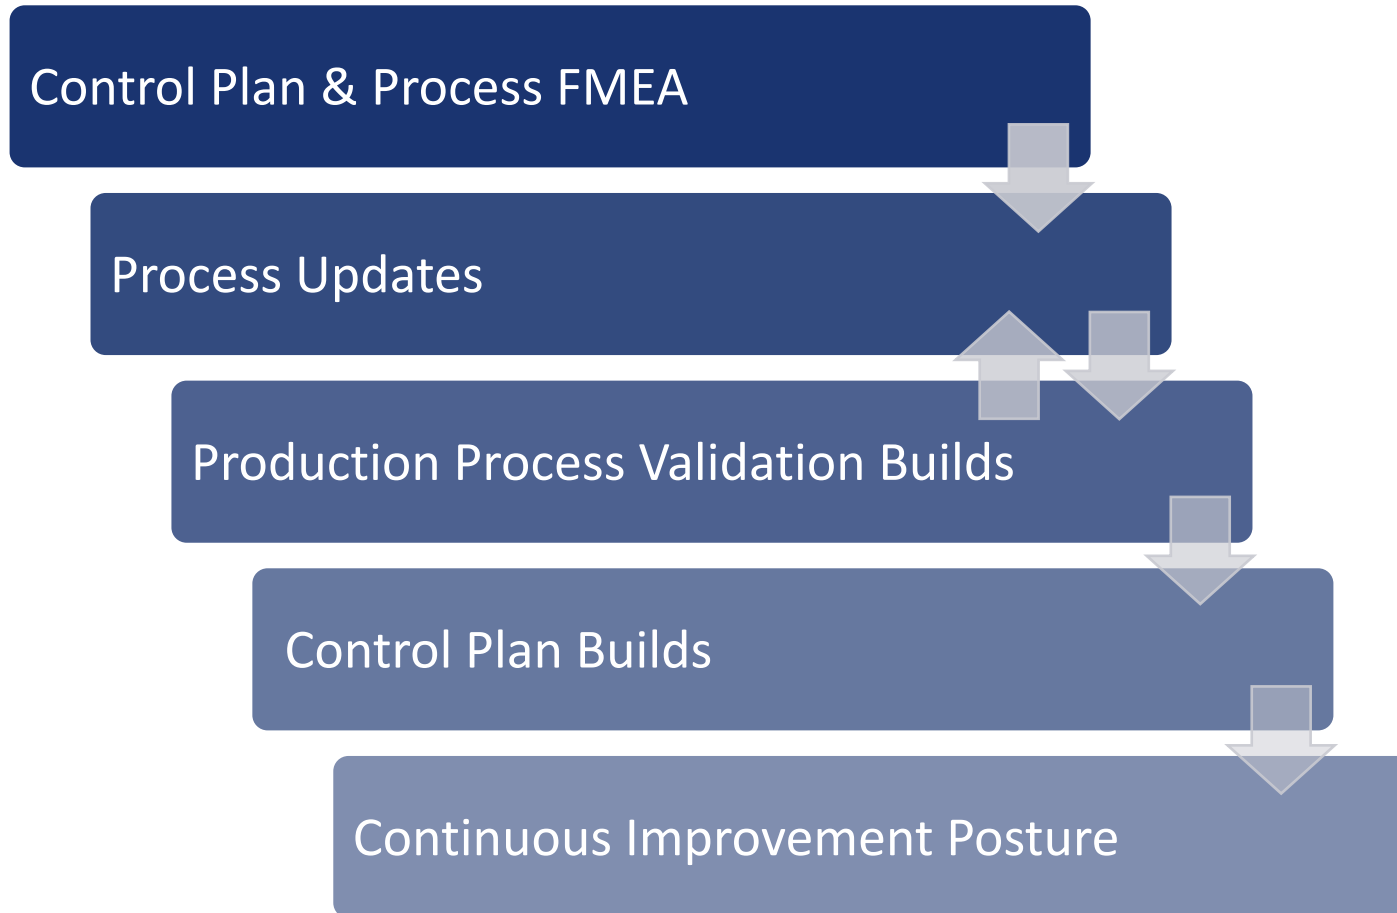 Control Plan & Process FMEA
Process Updates
Production Process Validation Builds
Control Plan Builds
Continuous Improvement Posture